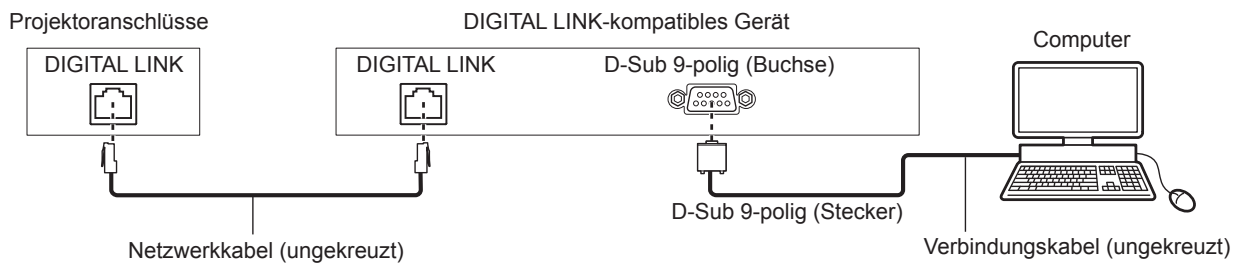 Projektoranschlüsse
DIGITAL LINK-kompatibles Gerät
Computer
DIGITAL LINK
DIGITAL LINK
D-Sub 9-polig (Buchse)
D-Sub 9-polig (Stecker)
Netzwerkkabel (ungekreuzt)
Verbindungskabel (ungekreuzt)